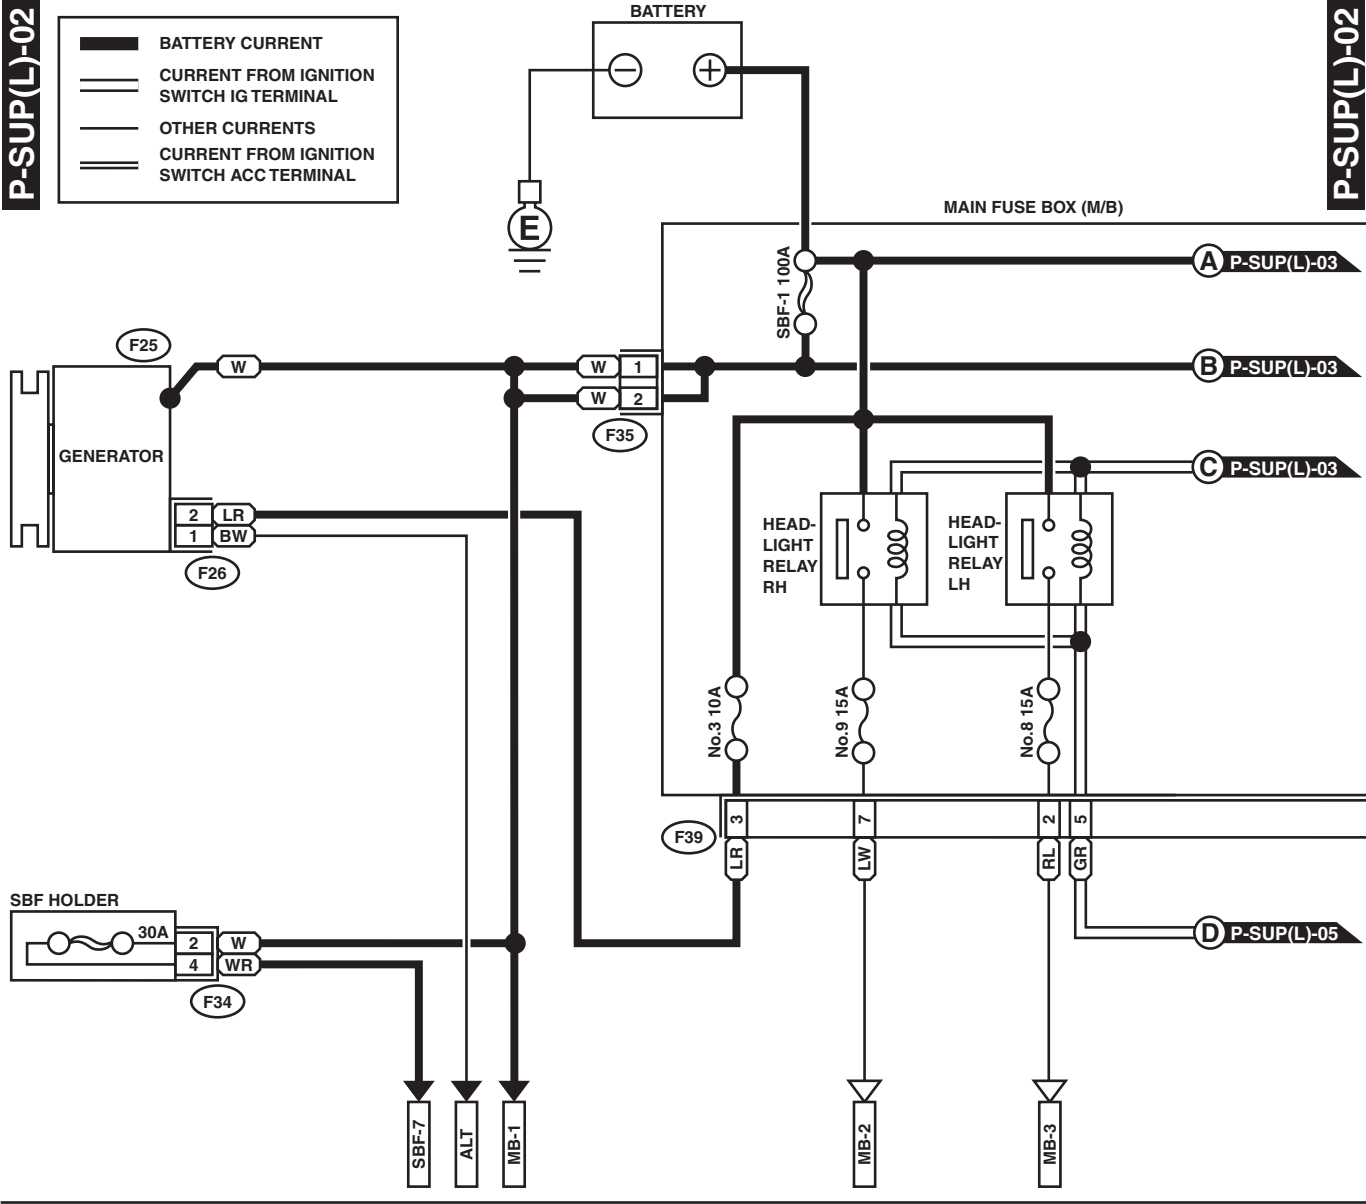 P-SUP(L)-02
BATTERY CURRENT
CURRENT FROM IGNITION
SWITCH IG TERMINAL
OTHER CURRENTS
CURRENT FROM IGNITION
SWITCH ACC TERMINAL
BATTERY
−
+
P-SUP(L)-02
E
MAIN FUSE BOX (M/B)
SBF-1 100A
A P-SUP(L)-03
F25
W
W 1
B P-SUP(L)-03
W 2
F35
GENERATOR
C P-SUP(L)-03
2 LR
1 BW
F26
HEAD-
LIGHT
RELAY
RH
HEAD-
LIGHT
RELAY
LH
No.3 10A
No.9 15A
No.8 15A
F39
3
7
2
5
LR
LW
RL
GR
SBF HOLDER
30A
2 W
4 WR
F34
D P-SUP(L)-05
SBF-7
ALT
MB-1
MB-2
MB-3